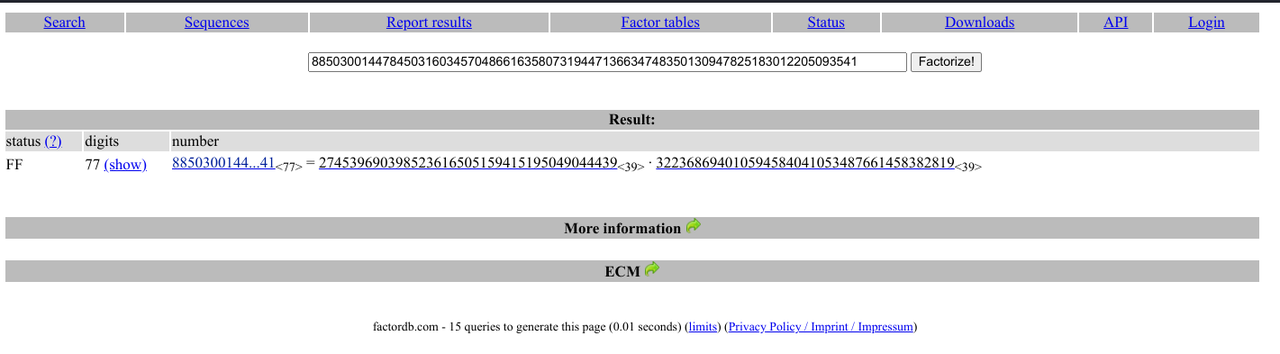 Search Sequences Report results Factor tables Status Downloads API Login
88503001447845031603457048661635807319447136634748350130947825183012205093541 Factorize!
Result:
status (?) digits number
FF 77 (show) 8850300144...41<77> = 274539690398523616505159415195049044439<39> · 322368694010594584041053487661458382819<39>
More information
ECM
factordb.com - 15 queries to generate this page (0.01 seconds) (limits) (Privacy Policy / Imprint / Impressum)